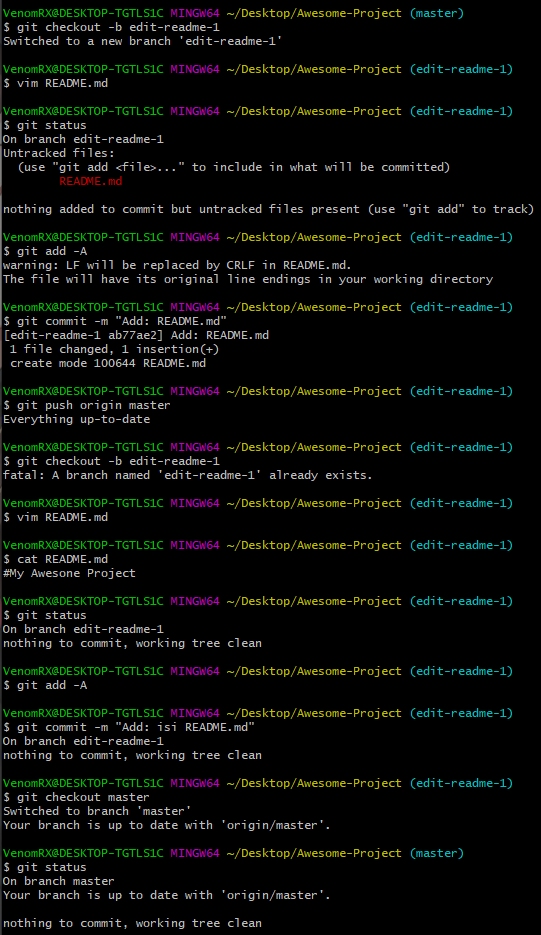 VenomRX@DESKTOP-TGTLS1C MINGW64 ~/Desktop/Awesome-Project (master)
$ git checkout -b edit-readme-1
Switched to a new branch 'edit-readme-1'
VenomRX@DESKTOP-TGTLS1C MINGW64 ~/Desktop/Awesome-Project (edit-readme-1)
$ vim README.md
VenomRX@DESKTOP-TGTLS1C MINGW64 ~/Desktop/Awesome-Project (edit-readme-1)
$ git status
On branch edit-readme-1
Untracked files:
  (use "git add <file>..." to include in what will be committed)
        README.md
nothing added to commit but untracked files present (use "git add" to track)
VenomRX@DESKTOP-TGTLS1C MINGW64 ~/Desktop/Awesome-Project (edit-readme-1)
$ git add -A
warning: LF will be replaced by CRLF in README.md.
The file will have its original line endings in your working directory
VenomRX@DESKTOP-TGTLS1C MINGW64 ~/Desktop/Awesome-Project (edit-readme-1)
$ git commit -m "Add: README.md"
[edit-readme-1 ab77ae2] Add: README.md
 1 file changed, 1 insertion(+)
 create mode 100644 README.md
VenomRX@DESKTOP-TGTLS1C MINGW64 ~/Desktop/Awesome-Project (edit-readme-1)
$ git push origin master
Everything up-to-date
VenomRX@DESKTOP-TGTLS1C MINGW64 ~/Desktop/Awesome-Project (edit-readme-1)
$ git checkout -b edit-readme-1
fatal: A branch named 'edit-readme-1' already exists.
VenomRX@DESKTOP-TGTLS1C MINGW64 ~/Desktop/Awesome-Project (edit-readme-1)
$ vim README.md
VenomRX@DESKTOP-TGTLS1C MINGW64 ~/Desktop/Awesome-Project (edit-readme-1)
$ cat README.md
#My Awesone Project
VenomRX@DESKTOP-TGTLS1C MINGW64 ~/Desktop/Awesome-Project (edit-readme-1)
$ git status
On branch edit-readme-1
nothing to commit, working tree clean
VenomRX@DESKTOP-TGTLS1C MINGW64 ~/Desktop/Awesome-Project (edit-readme-1)
$ git add -A
VenomRX@DESKTOP-TGTLS1C MINGW64 ~/Desktop/Awesome-Project (edit-readme-1)
$ git commit -m "Add: isi README.md"
On branch edit-readme-1
nothing to commit, working tree clean
VenomRX@DESKTOP-TGTLS1C MINGW64 ~/Desktop/Awesome-Project (edit-readme-1)
$ git checkout master
Switched to branch 'master'
Your branch is up to date with 'origin/master'.
VenomRX@DESKTOP-TGTLS1C MINGW64 ~/Desktop/Awesome-Project (master)
$ git status
On branch master
Your branch is up to date with 'origin/master'.
nothing to commit, working tree clean